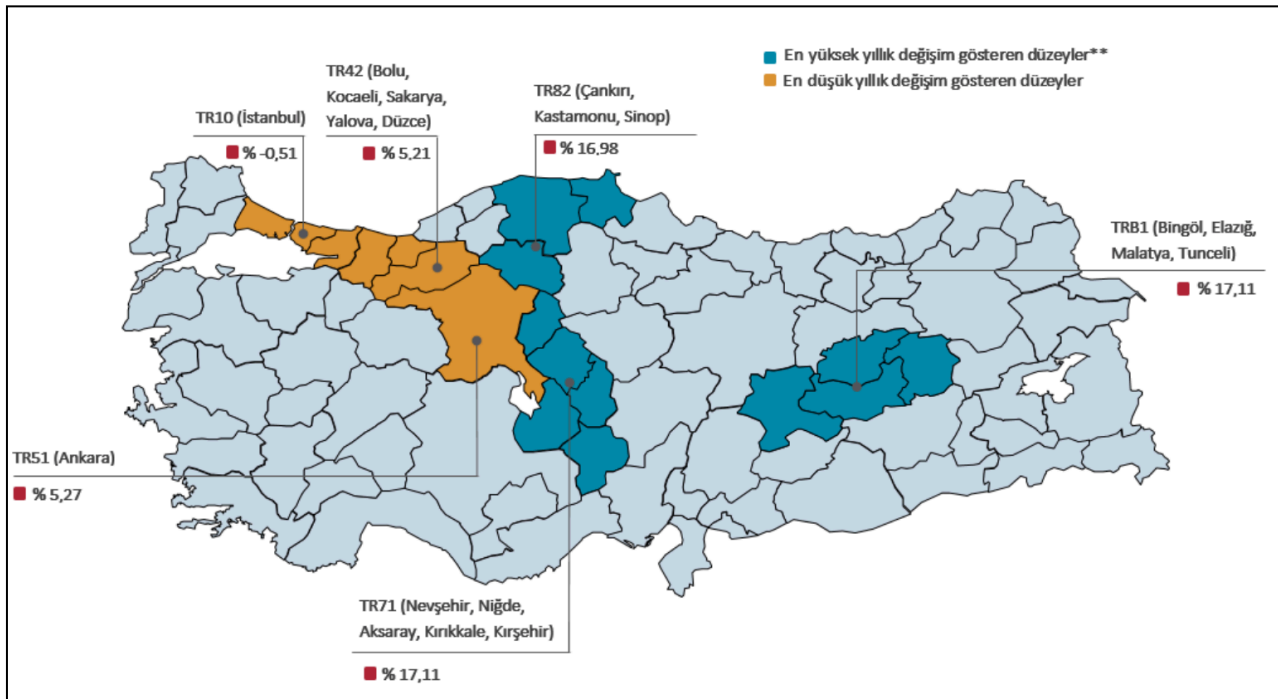 En yüksek yıllık değişim gösteren düzeyler**
En düşük yıllık değişim gösteren düzeyler
TR42 (Bolu,
Kocaeli, Sakarya,
Yalova, Düzce)
% 5,21
TR82 (Çankırı,
Kastamonu, Sinop)
% 16,98
TR10 (İstanbul)
% -0,51
TRB1 (Bingöl, Elazığ,
Malatya, Tunceli)
% 17,11
TR51 (Ankara)
% 5,27
TR71 (Nevşehir, Niğde,
Aksaray, Kırıkkale, Kırşehir)
% 17,11